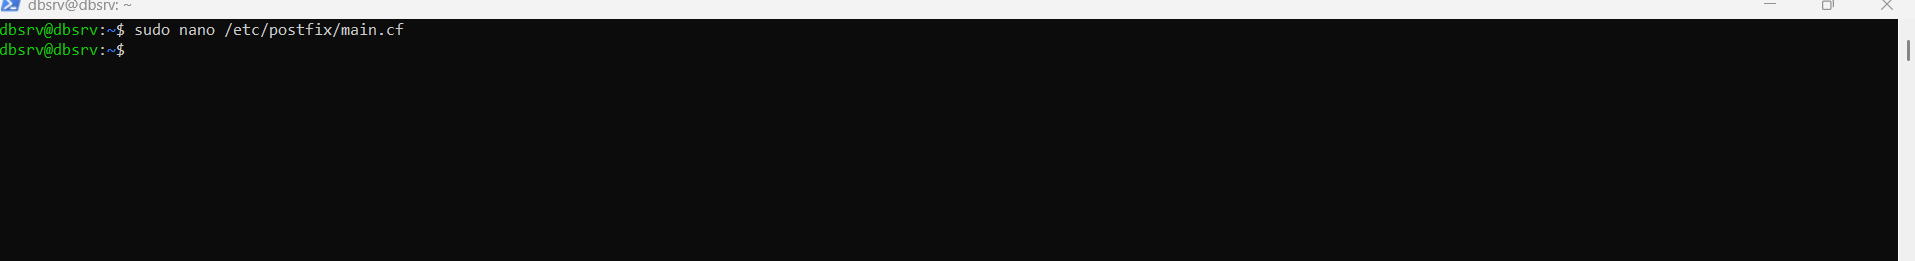 dbsrv@dbsrv: ~
dbsrv@dbsrv:~$ sudo nano /etc/postfix/main.cf
dbsrv@dbsrv:~$